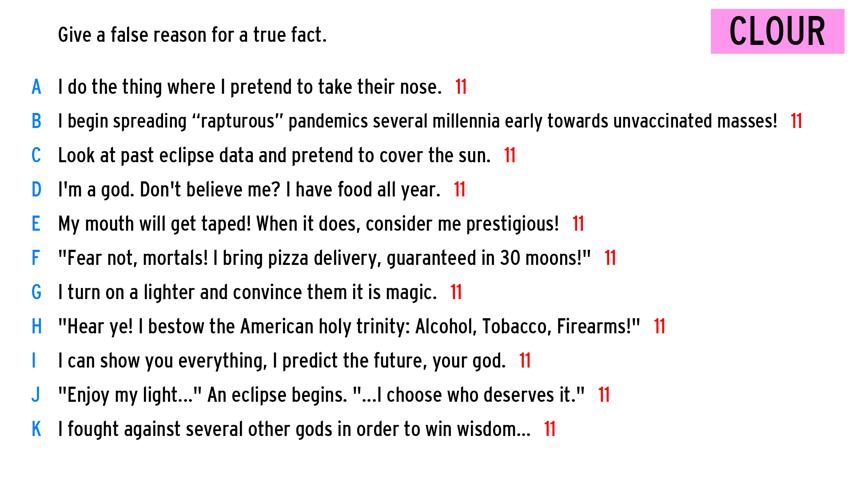 Give a false reason for a true fact.
CLOUR
A I do the thing where I pretend to take their nose. 11
B I begin spreading “rapturous” pandemics several millennia early towards unvaccinated masses! 11
C Look at past eclipse data and pretend to cover the sun. 11
D I'm a god. Don't believe me? I have food all year. 11
E My mouth will get taped! When it does, consider me prestigious! 11
F "Fear not, mortals! I bring pizza delivery, guaranteed in 30 moons!" 11
G I turn on a lighter and convince them it is magic. 11
H "Hear ye! I bestow the American holy trinity: Alcohol, Tobacco, Firearms!" 11
I I can show you everything, I predict the future, your god. 11
J "Enjoy my light..." An eclipse begins. "...I choose who deserves it." 11
K I fought against several other gods in order to win wisdom... 11